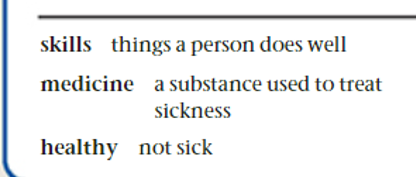 skills things a person does well
medicine a substance used to treat
sickness
healthy not sick